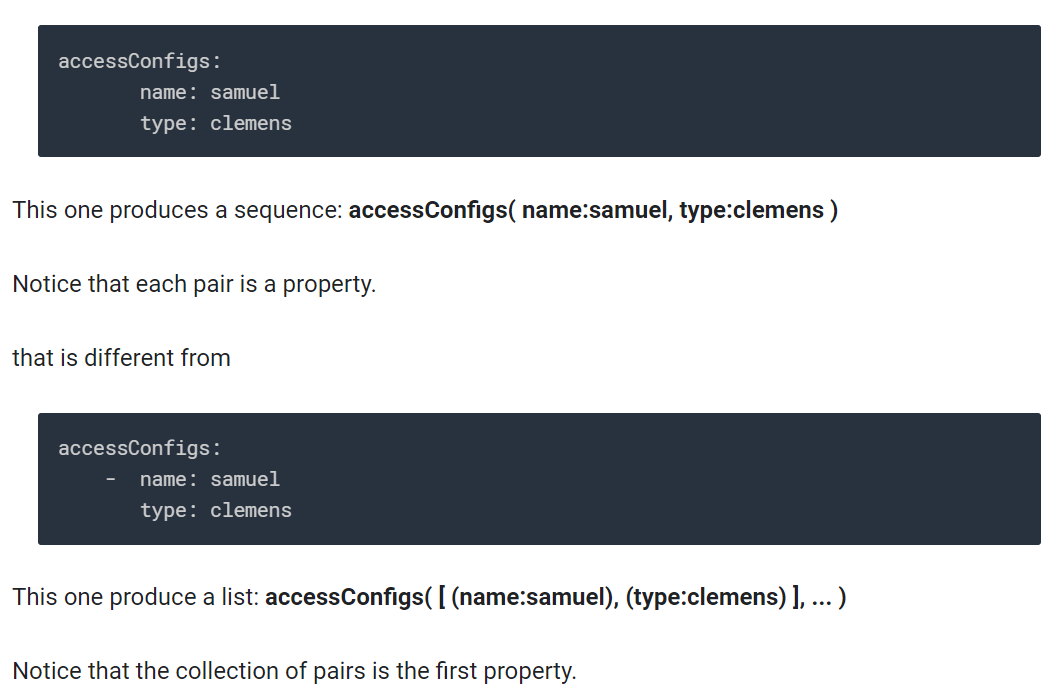 accessConfigs:
name: samuel
type: clemens
This one produces a sequence: accessConfigs( name:samuel, type:clemens )
Notice that each pair is a property.
that is different from
accessConfigs:
- name: samuel
type: clemens
This one produce a list: accessConfigs( [ (name:samuel), (type:clemens) ], ... )
Notice that the collection of pairs is the first property.